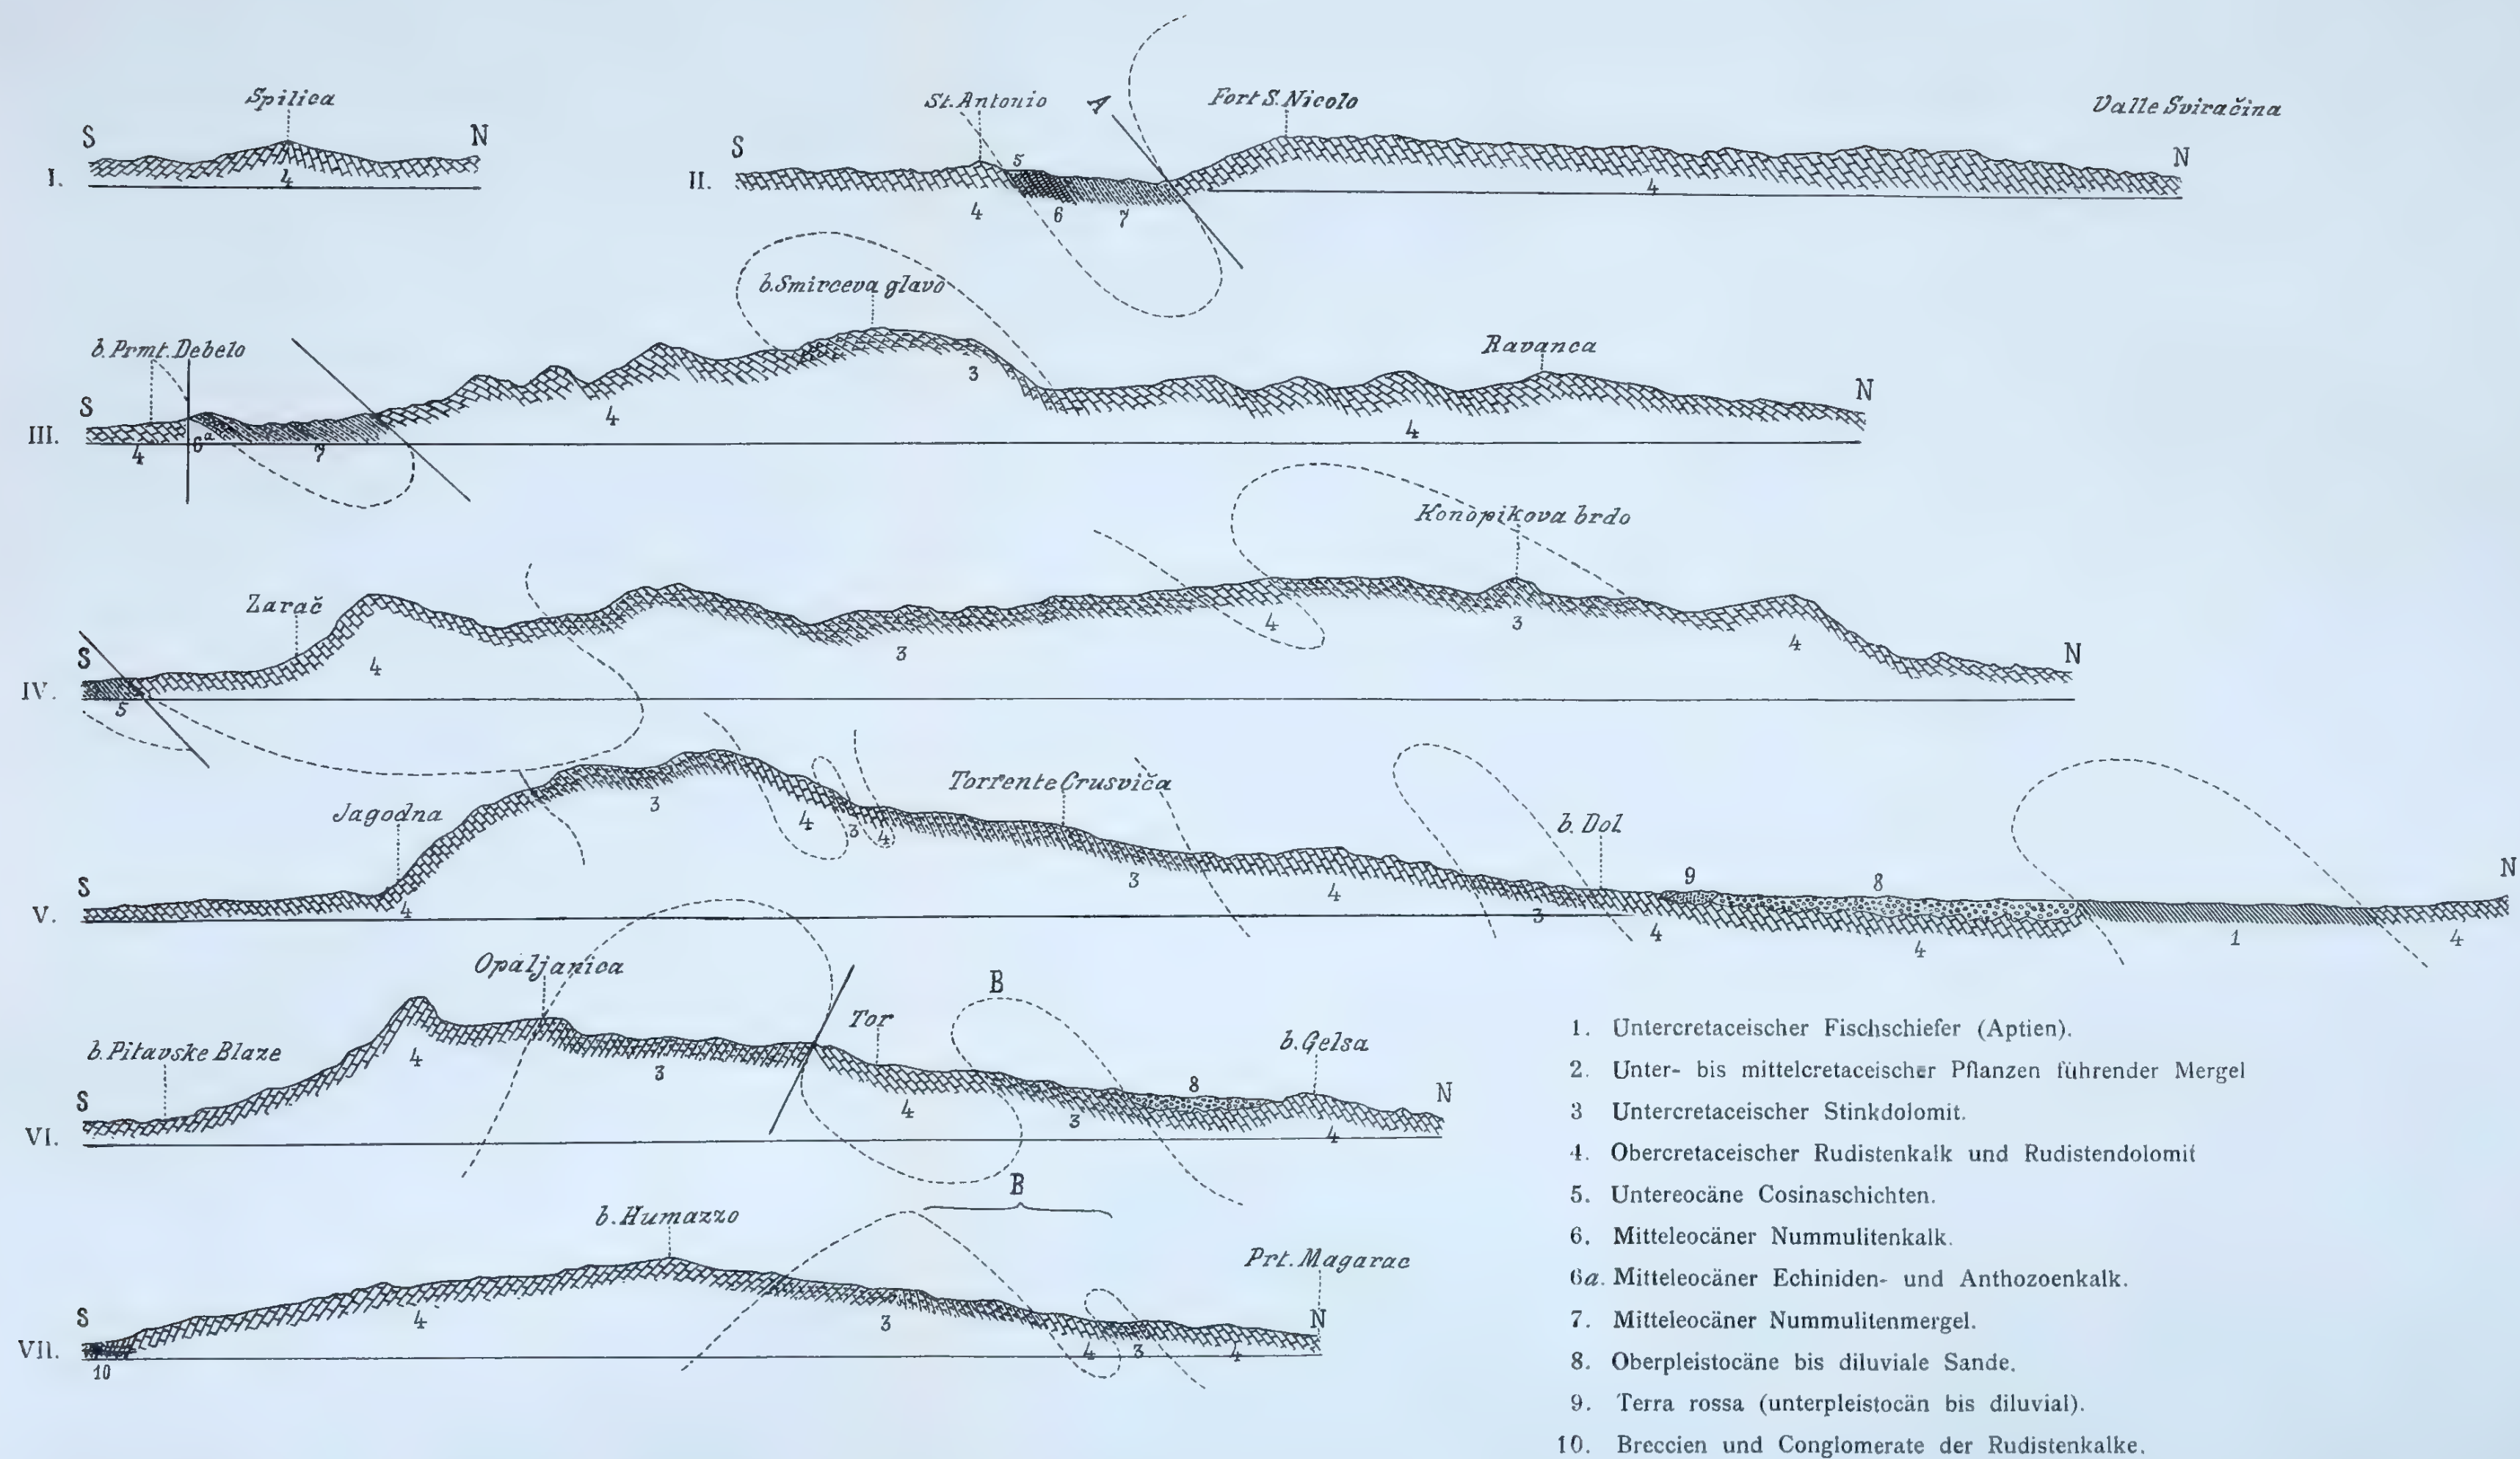 Spilica
S N
I. 4
St. Antonio A Fort S. Nicolo Valle Sviračina
S 5 N
II. 4 6 7 4
b. Smirceva glavo
b. Prmt. Debelo Ravanca
S 3 N
III. 4 6a 7 4 4
Konopikova brdo
Zarač
S 4 3 4 3 4 N
IV. 5
Jagodna Torrente Crusviča b. Dol
3 4 3 4
S 3 4 9 8 N
V. 4 3 4 4 1 4
Opaljanica B
b. Pitavske Blaze Tor b. Gelsa
S 4 3 8 N
VI. 4 3 4
B
b. Humazzo Prt. Magarac
S 4 3 N
VII. 4 3 4
10
1. Untercretaceischer Fischschiefer (Aptien).
2. Unter- bis mittelcretaceischer Pflanzen führender Mergel
3 Untercretaceischer Stinkdolomit.
4. Obercretaceischer Rudistenkalk und Rudistendolomit
5. Untereocäne Cosinaschichten.
6. Mitteleocäner Nummulitenkalk.
6a. Mitteleocäner Echiniden- und Anthozoenkalk.
7. Mitteleocäner Nummulitenmergel.
8. Oberpleistocäne bis diluviale Sande.
9. Terra rossa (unterpleistocän bis diluvial).
10. Breccien und Conglomerate der Rudistenkalke.